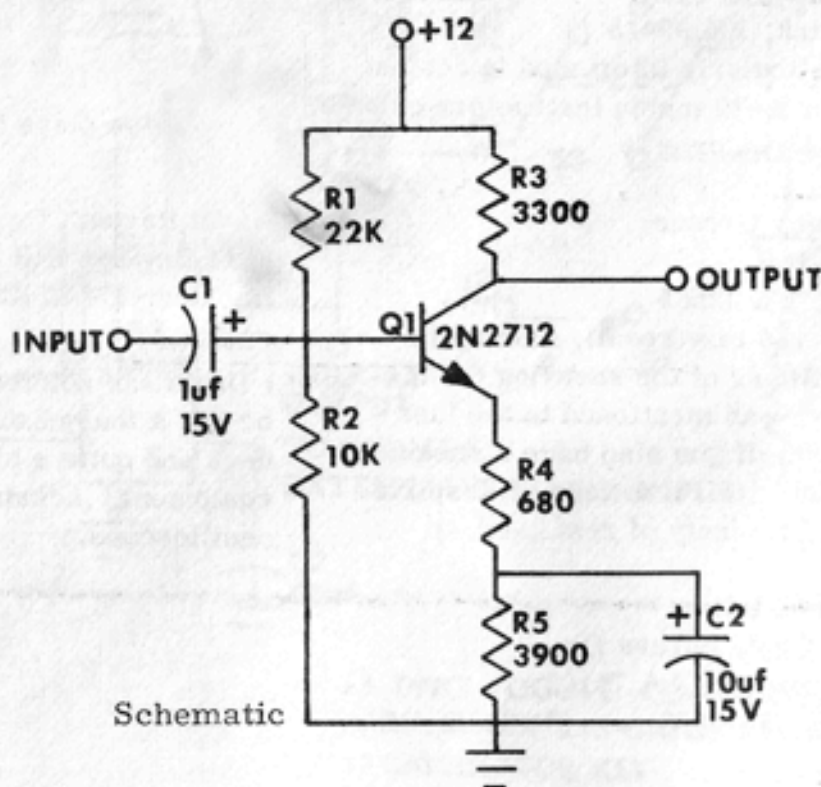 +12
R1
22K
R3
3300
C1
+
OUTPUT
INPUT
Q1
2N2712
1uf
15V
R2
10K
R4
680
+ C2
R5
3900
10uf
15V
Schematic